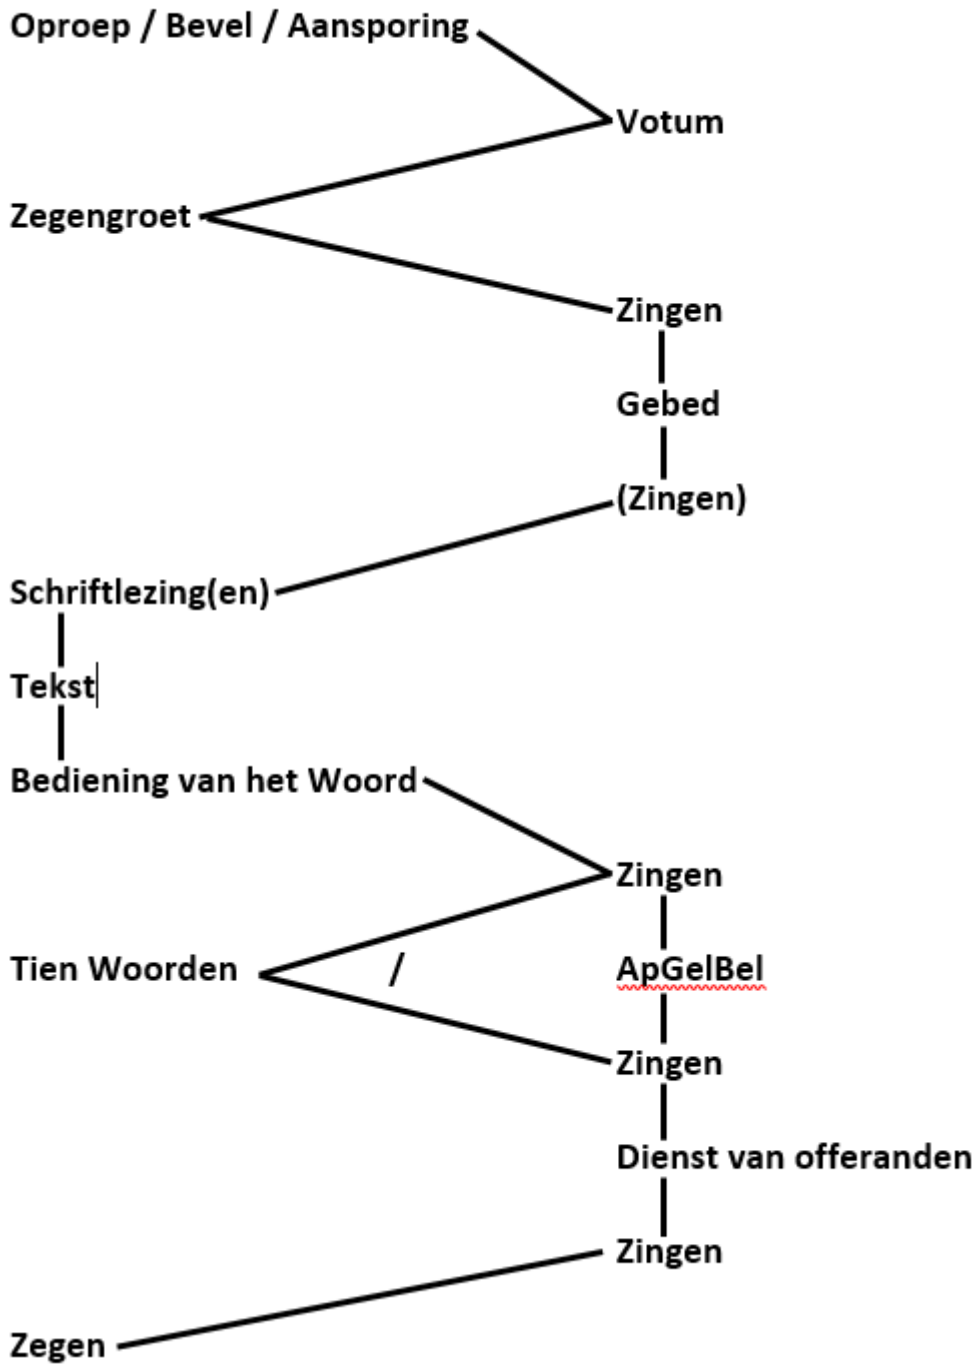 Oproep / Bevel / Aansporing
Votum
Zegengroet
Zingen
Gebed
(Zingen)
Schriftlezing(en)
Tekst
Bediening van het Woord
Zingen
Tien Woorden / ApGelBel
Zingen
Dienst van offeranden
Zingen
Zegen